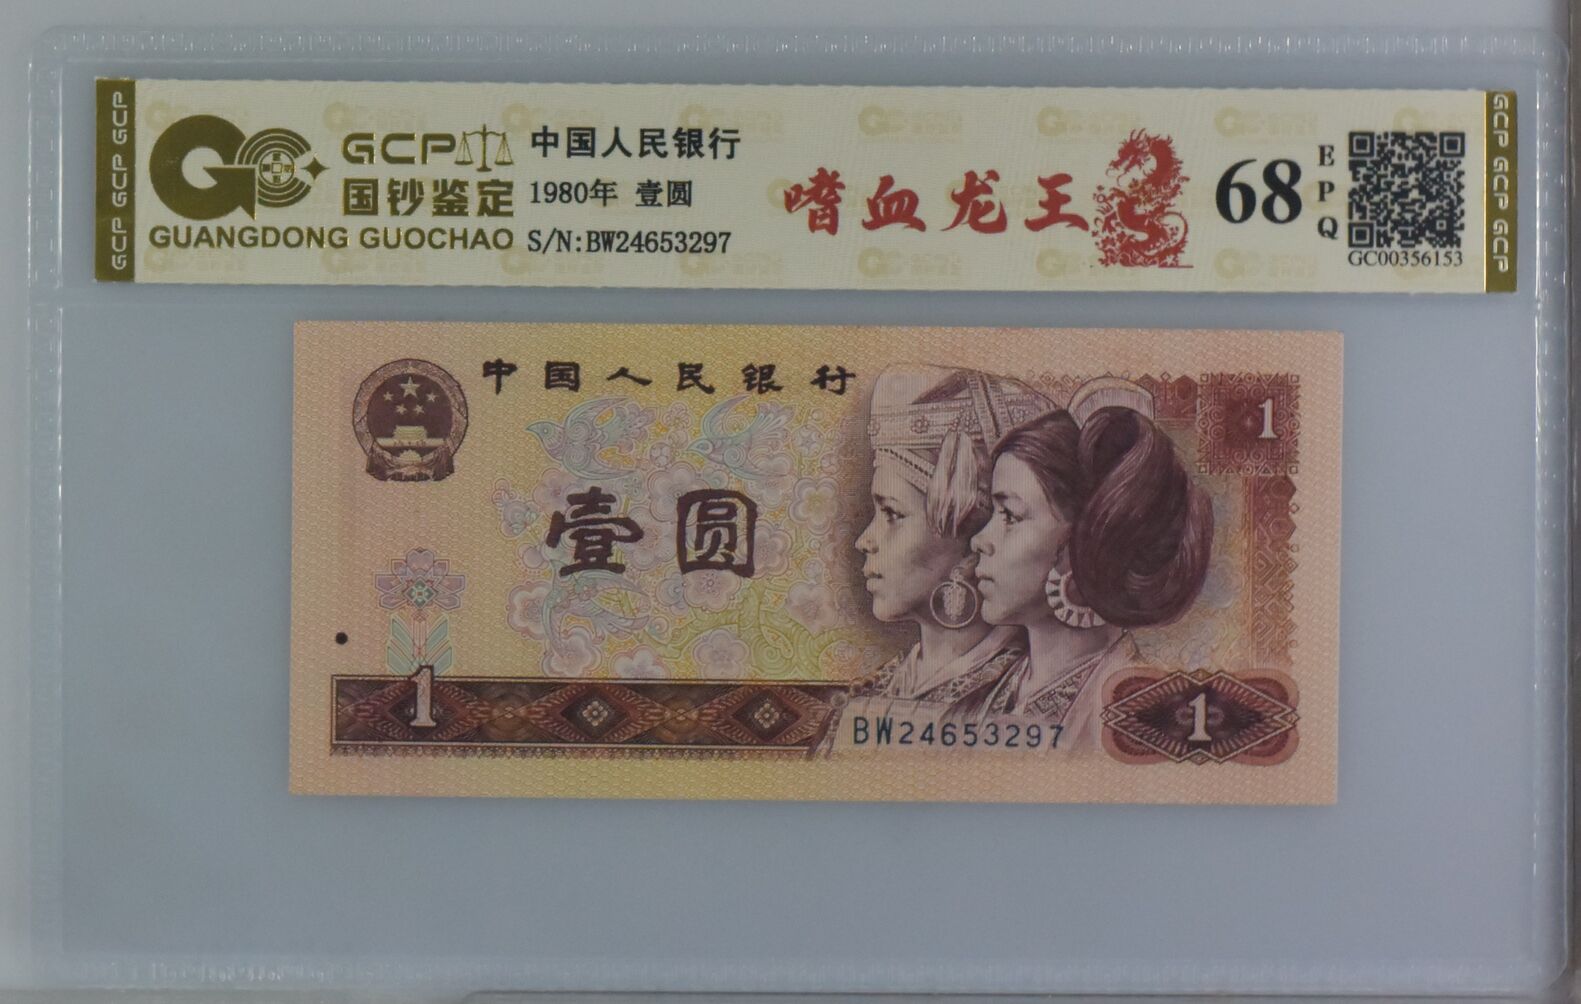 GCP GCP GCP
GCP
国钞鉴定
GUANGDONG GUOCHAO
中国人民银行
1980年 壹圆
S/N:BW24653297
嗜血龙王
68
EPQ
GC00356153
GCP GCP GCP
中国人民银行
1
壹圆
1
BW24653297
1